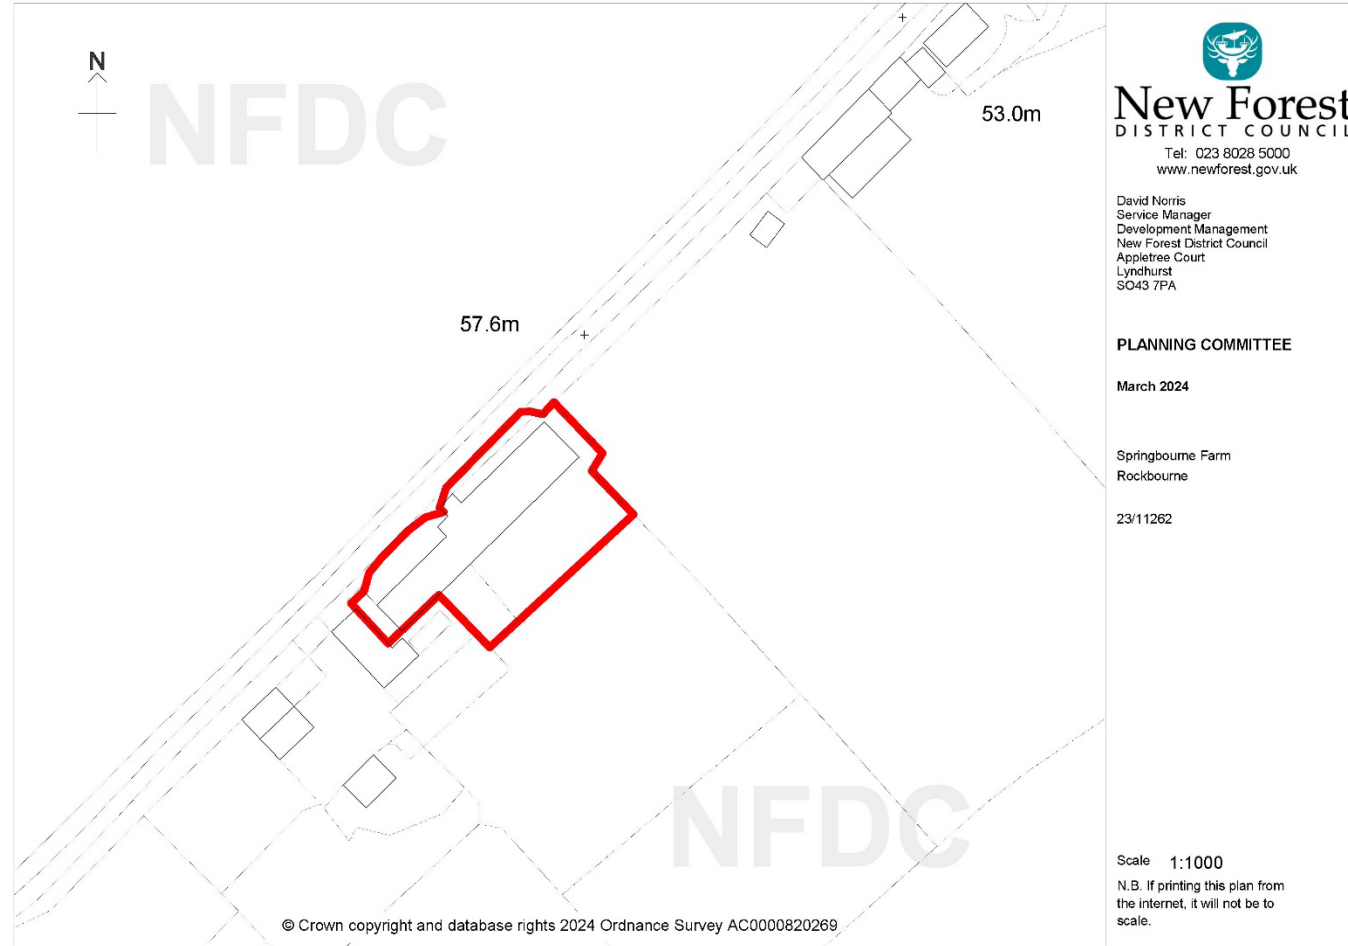 N
NFDC
53.0m
57.6m
NFDC
© Crown copyright and database rights 2024 Ordnance Survey AC0000820269
New Forest
DISTRICT COUNCIL
Tel: 023 8028 5000
www.newforest.gov.uk
David Norris
Service Manager
Development Management
New Forest District Council
Appletree Court
Lyndhurst
SO43 7PA
PLANNING COMMITTEE
March 2024
Springbourne Farm
Rockbourne
23/11262
Scale 1:1000
N.B. If printing this plan from
the internet, it will not be to
scale.